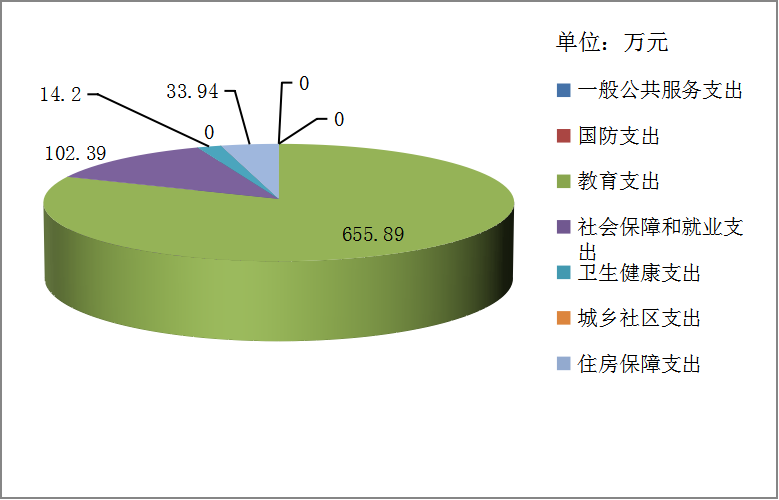 单位：万元
0
14.2
33.94
0
0
102.39
655.89
一般公共服务支出
国防支出
教育支出
社会保障和就业支
出
卫生健康支出
城乡社区支出
住房保障支出